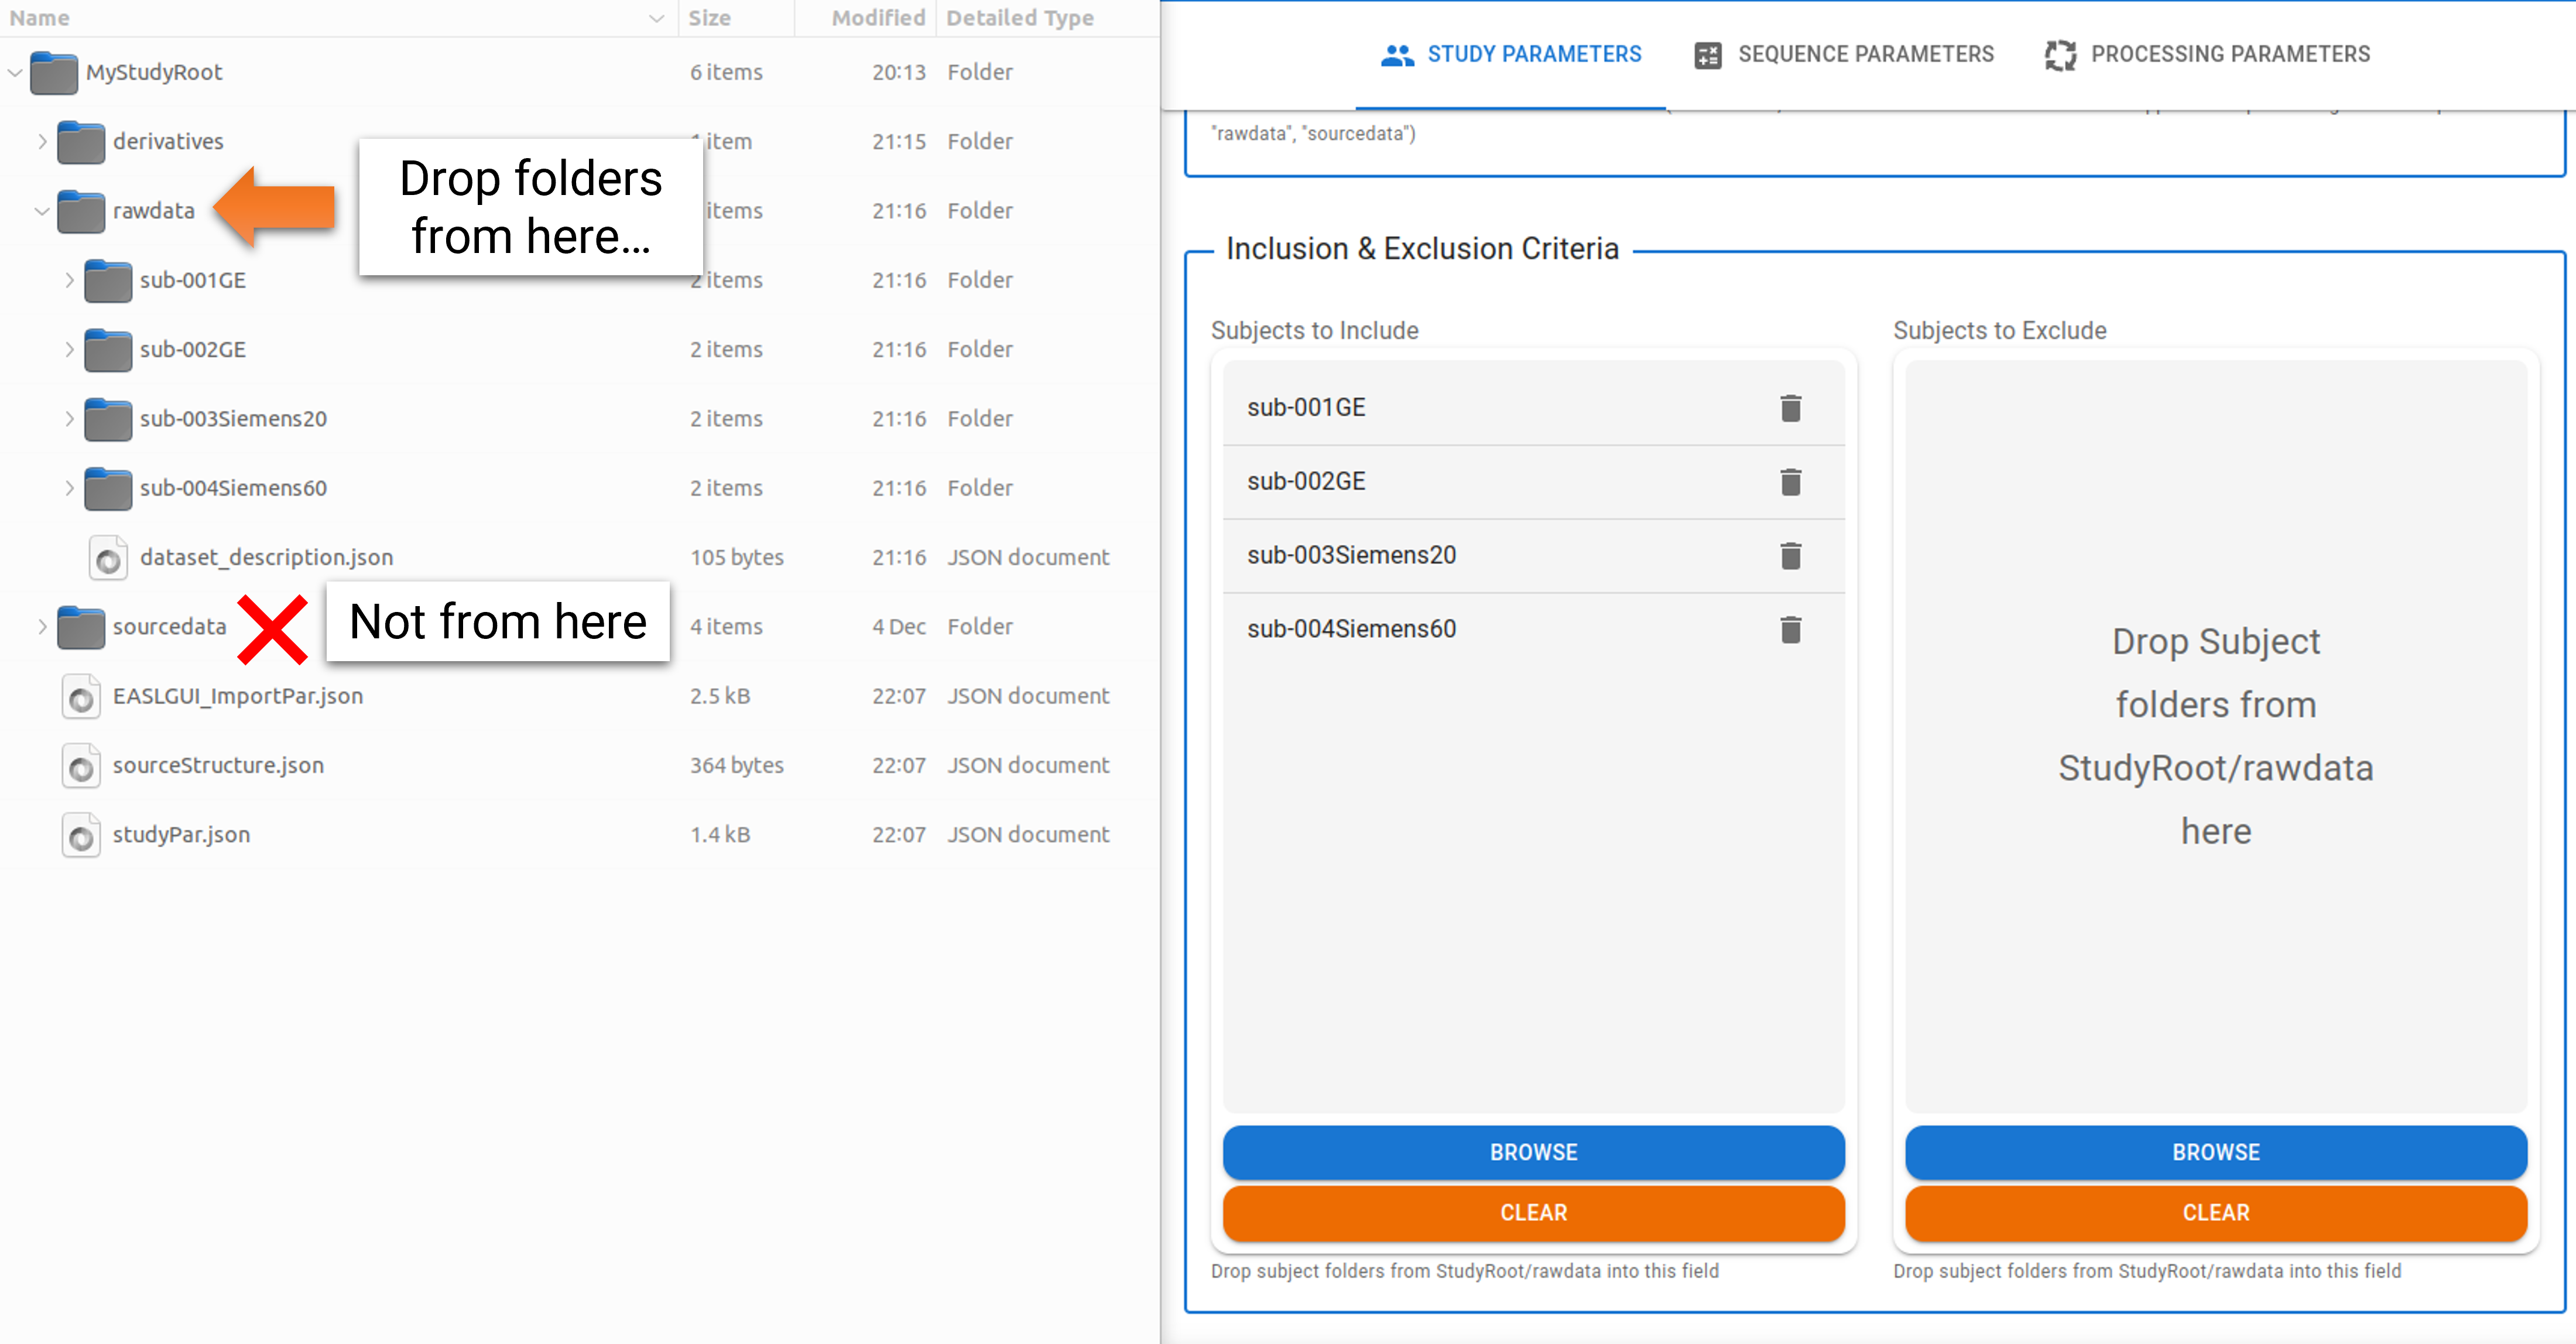 Name Size Modified Detailed Type
MyStudyRoot 6 items 20:13 Folder
derivatives item 21:15 Folder
rawdata items 21:16 Folder
Drop folders
from here...
sub-001GE 2 items 21:16 Folder
sub-002GE 2 items 21:16 Folder
sub-003Siemens20 2 items 21:16 Folder
sub-004Siemens60 2 items 21:16 Folder
dataset_description.json 105 bytes 21:16 JSON document
sourcedata 4 items 4 Dec Folder
Not from here
EASLGUI_ImportPar.json 2.5 kB 22:07 JSON document
sourceStructure.json 364 bytes 22:07 JSON document
studyPar.json 1.4 kB 22:07 JSON document
STUDY PARAMETERS SEQUENCE PARAMETERS PROCESSING PARAMETERS
"rawdata", "sourcedata")
Inclusion & Exclusion Criteria
Subjects to Include
sub-001GE
sub-002GE
sub-003Siemens20
sub-004Siemens60
BROWSE
CLEAR
Drop subject folders from StudyRoot/rawdata into this field
Subjects to Exclude
Drop Subject
folders from
StudyRoot/rawdata
here
BROWSE
CLEAR
Drop subject folders from StudyRoot/rawdata into this field